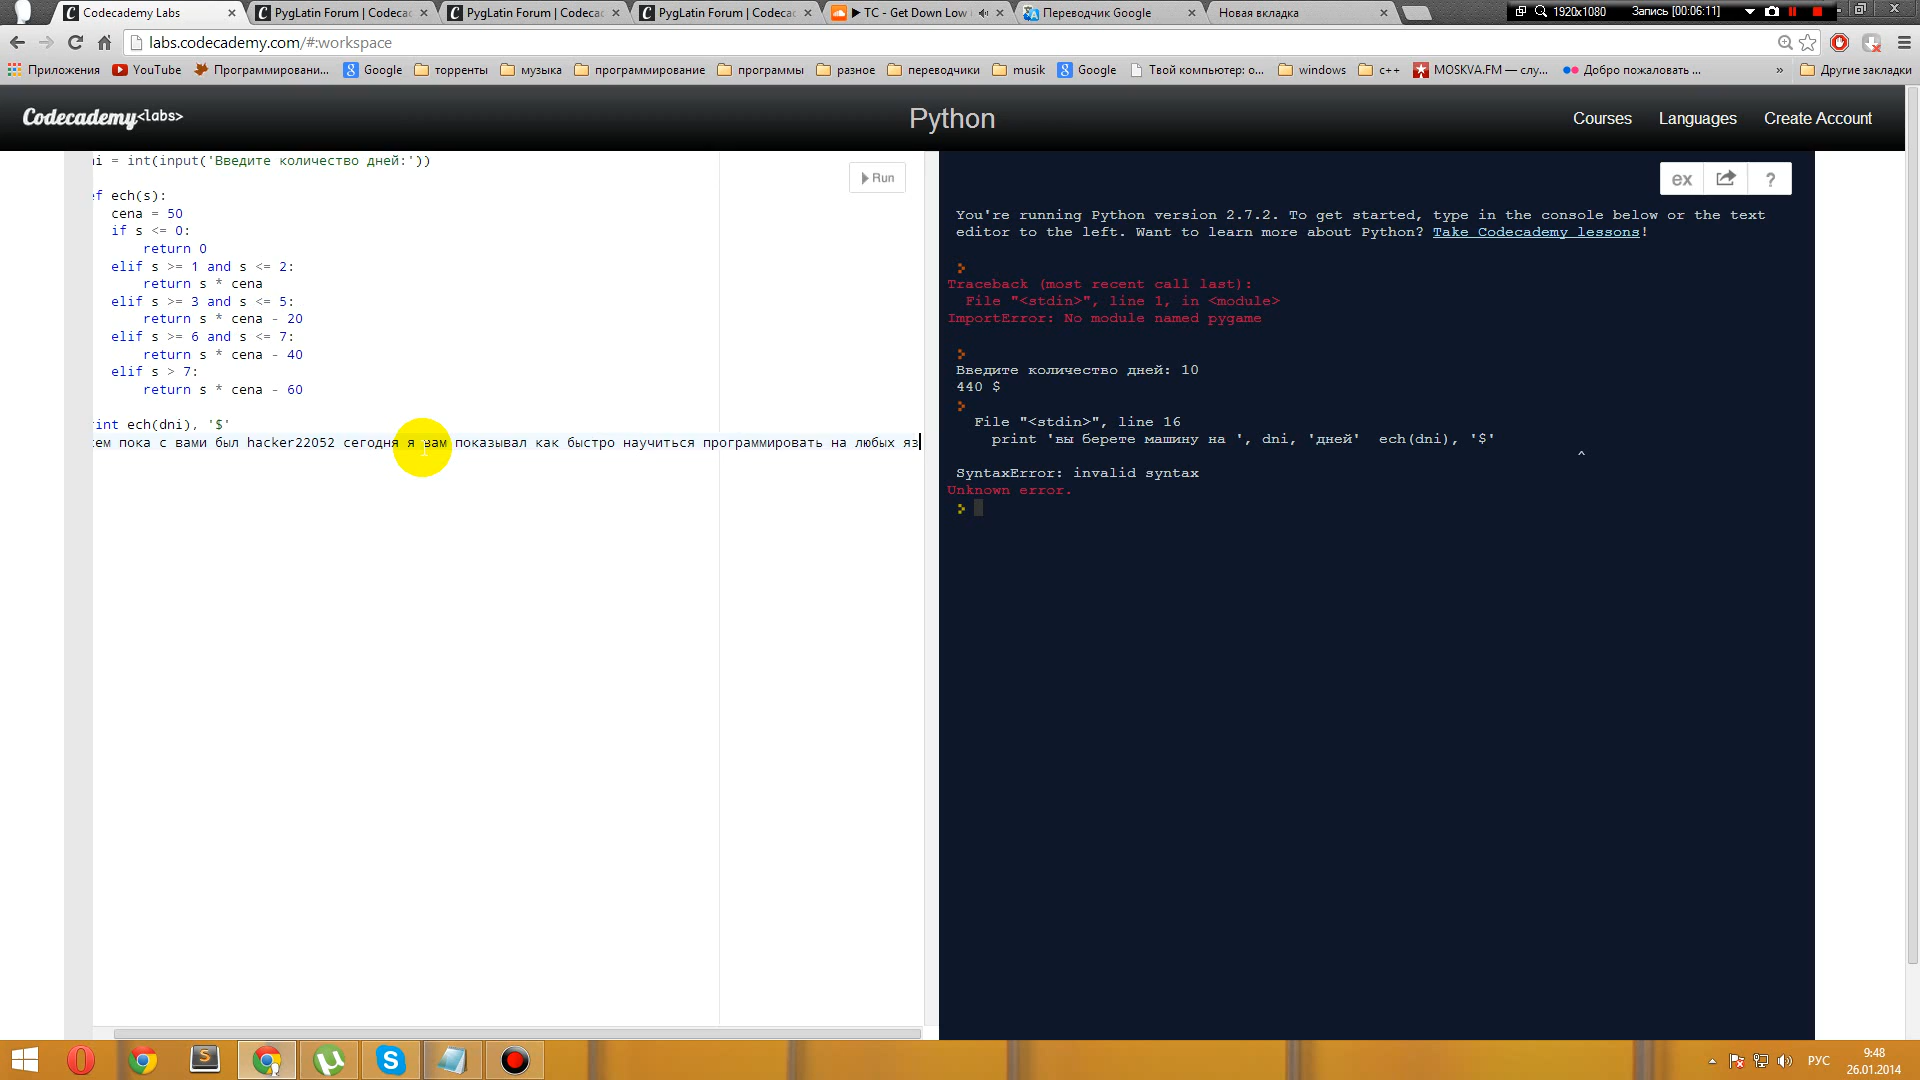 Codecademy Labs
PygLatin Forum | Codecac
PygLatin Forum | Codecac
PygLatin Forum | Codecac
TC - Get Down Low
Переводчик Google
Новая вкладка
1920x1080
Запись [00:06:11]
labs.codecademy.com/#:workspace
Приложения
YouTube
Программировани...
Google
торренты
музыка
программирование
программы
разное
переводчики
musik
Google
Твой компьютер: о...
windows
c++
MOSKVA.FM — слу...
Добро пожаловать ...
»
Другие закладки
Codecademy<labs>
Python
Courses
Languages
Create Account
ni = int(input('Введите количество дней:'))
ef ech(s):
cena = 50
if s <= 0:
return 0
elif s >= 1 and s <= 2:
return s * cena
elif s >= 3 and s <= 5:
return s * cena - 20
elif s >= 6 and s <= 7:
return s * cena - 40
elif s > 7:
return s * cena - 60
rint ech(dni), '$'
сем пока с вами был hacker22052 сегодня я вам показывал как быстро научиться программировать на любых яз
Run
ex
?
You're running Python version 2.7.2. To get started, type in the console below or the text
editor to the left. Want to learn more about Python? Take Codecademy lessons!
Traceback (most recent call last):
File "<stdin>", line 1, in <module>
ImportError: No module named pygame
Введите количество дней: 10
440 $
File "<stdin>", line 16
print 'вы берете машину на ', dni, 'дней'  ech(dni), '$'
^
SyntaxError: invalid syntax
Unknown error.
РУС
9:48
26.01.2014